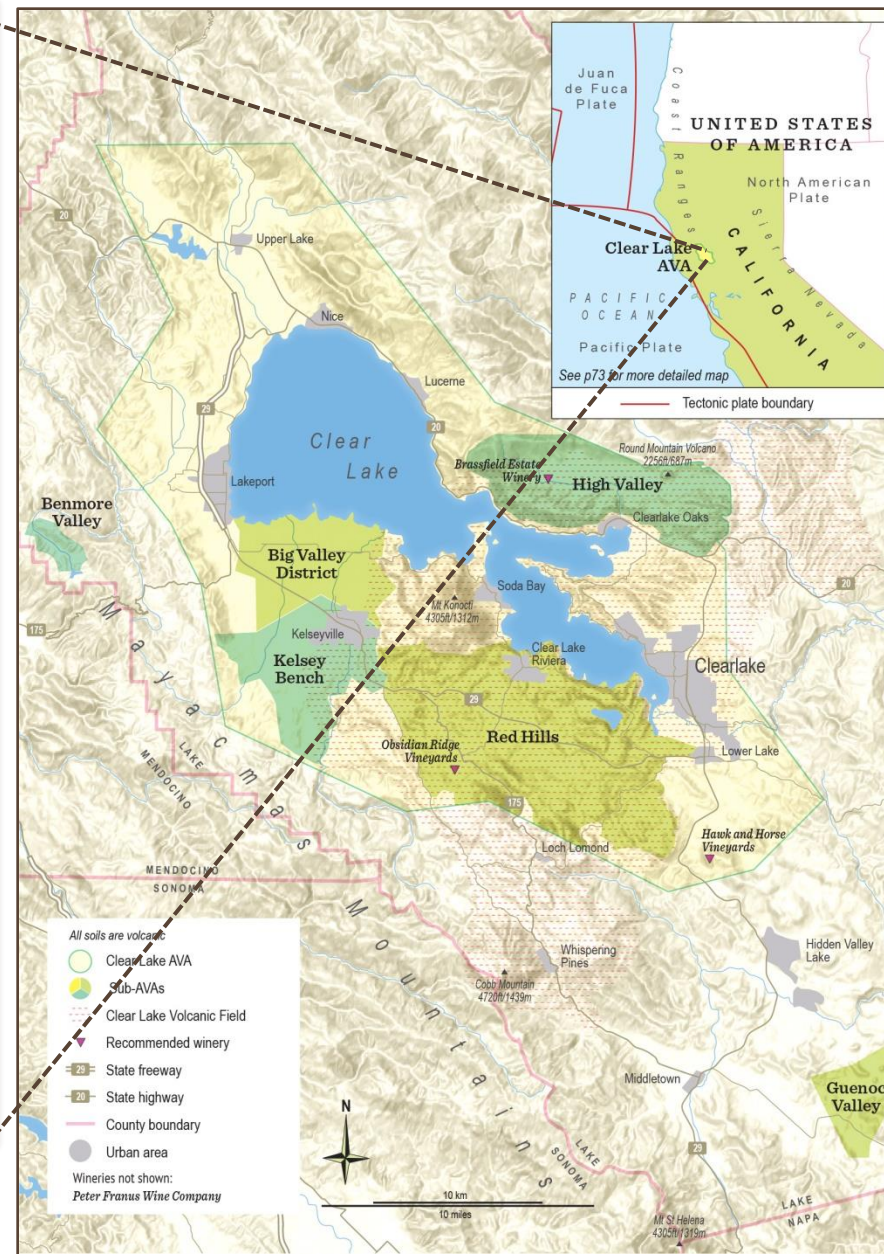 Juan
de Fuca
Plate
Coast Ranges
UNITED STATES
OF AMERICA
North American
Plate
Sierra Nevada
Clear Lake
AVA
CALIFORNIA
PACIFIC
OCEAN
Pacific Plate
See p73 for more detailed map
Tectonic plate boundary
20
Upper Lake
Nice
Lucerne
29
20
Clear
Lake
Round Mountain Volcano
2256ft/687m
Brassfield Estate
Winery
High Valley
Lakeport
Clearlake Oaks
Benmore
Valley
Big Valley
District
Soda Bay
20
Mt Konocti
4305ft/1312m
175
Kelseyville
Clear Lake
Riviera
Clearlake
Kelsey
Bench
29
Red Hills
Obsidian Ridge
Vineyards
Lower Lake
LAKE
MENDOCINO
175
Hawk and Horse
Vineyards
Loch Lomond
Mayacmas Mountains
MENDOCINO
SONOMA
Whispering
Pines
Hidden Valley
Lake
Cobb Mountain
4720ft/1439m
Middletown
Guenoc
Valley
29
LAKE
SONOMA
LAKE
NAPA
Mt St Helena
4305ft/1319m
All soils are volcanic
Clear Lake AVA
Sub-AVAs
Clear Lake Volcanic Field
Recommended winery
29 State freeway
20 State highway
County boundary
Urban area
Wineries not shown:
Peter Franus Wine Company
N
10 km
10 miles